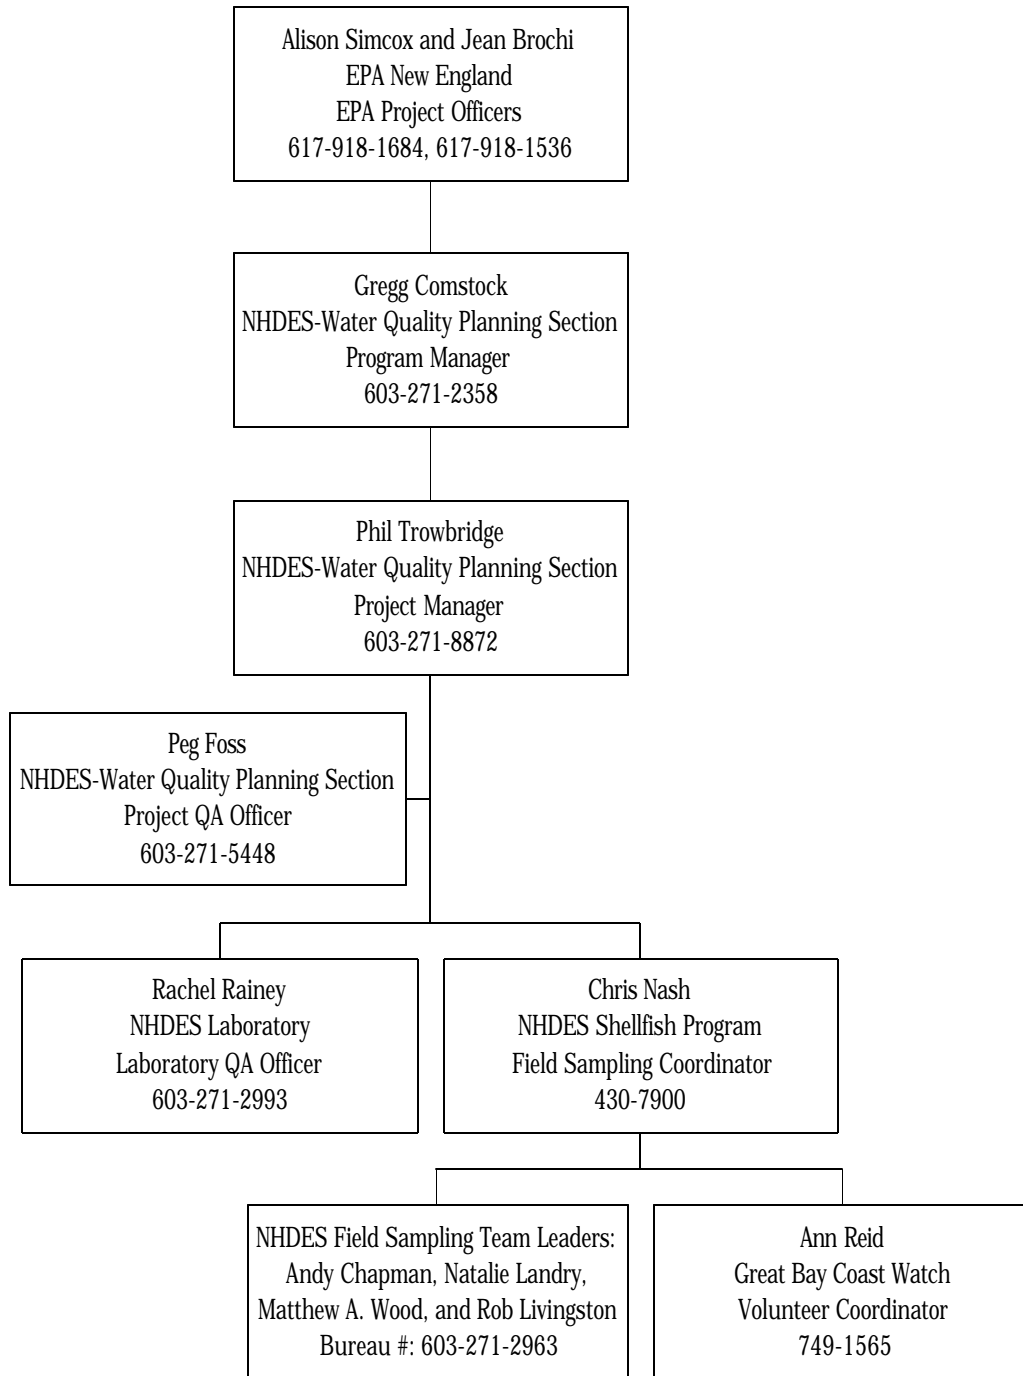 Alison Simcox and Jean Brochi
EPA New England
EPA Project Officers
617-918-1684, 617-918-1536
Gregg Comstock
NHDES-Water Quality Planning Section
Program Manager
603-271-2358
Phil Trowbridge
NHDES-Water Quality Planning Section
Project Manager
603-271-8872
Peg Foss
NHDES-Water Quality Planning Section
Project QA Officer
603-271-5448
Rachel Rainey
NHDES Laboratory
Laboratory QA Officer
603-271-2993
Chris Nash
NHDES Shellfish Program
Field Sampling Coordinator
430-7900
NHDES Field Sampling Team Leaders:
Andy Chapman, Natalie Landry,
Matthew A. Wood, and Rob Livingston
Bureau #: 603-271-2963
Ann Reid
Great Bay Coast Watch
Volunteer Coordinator
749-1565